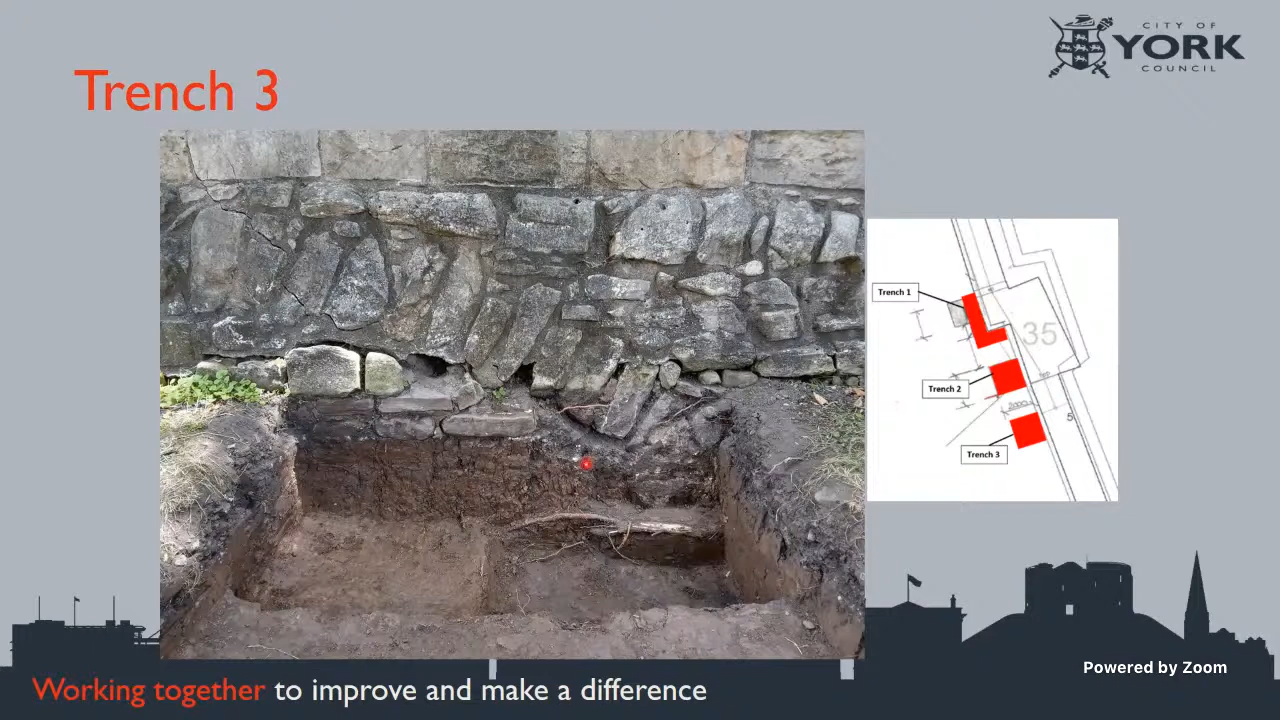 CITY OF
YORK
COUNCIL
Trench 3
Trench 1
35
Trench 2
2000
5
Trench 3
Powered by Zoom
Working together to improve and make a difference